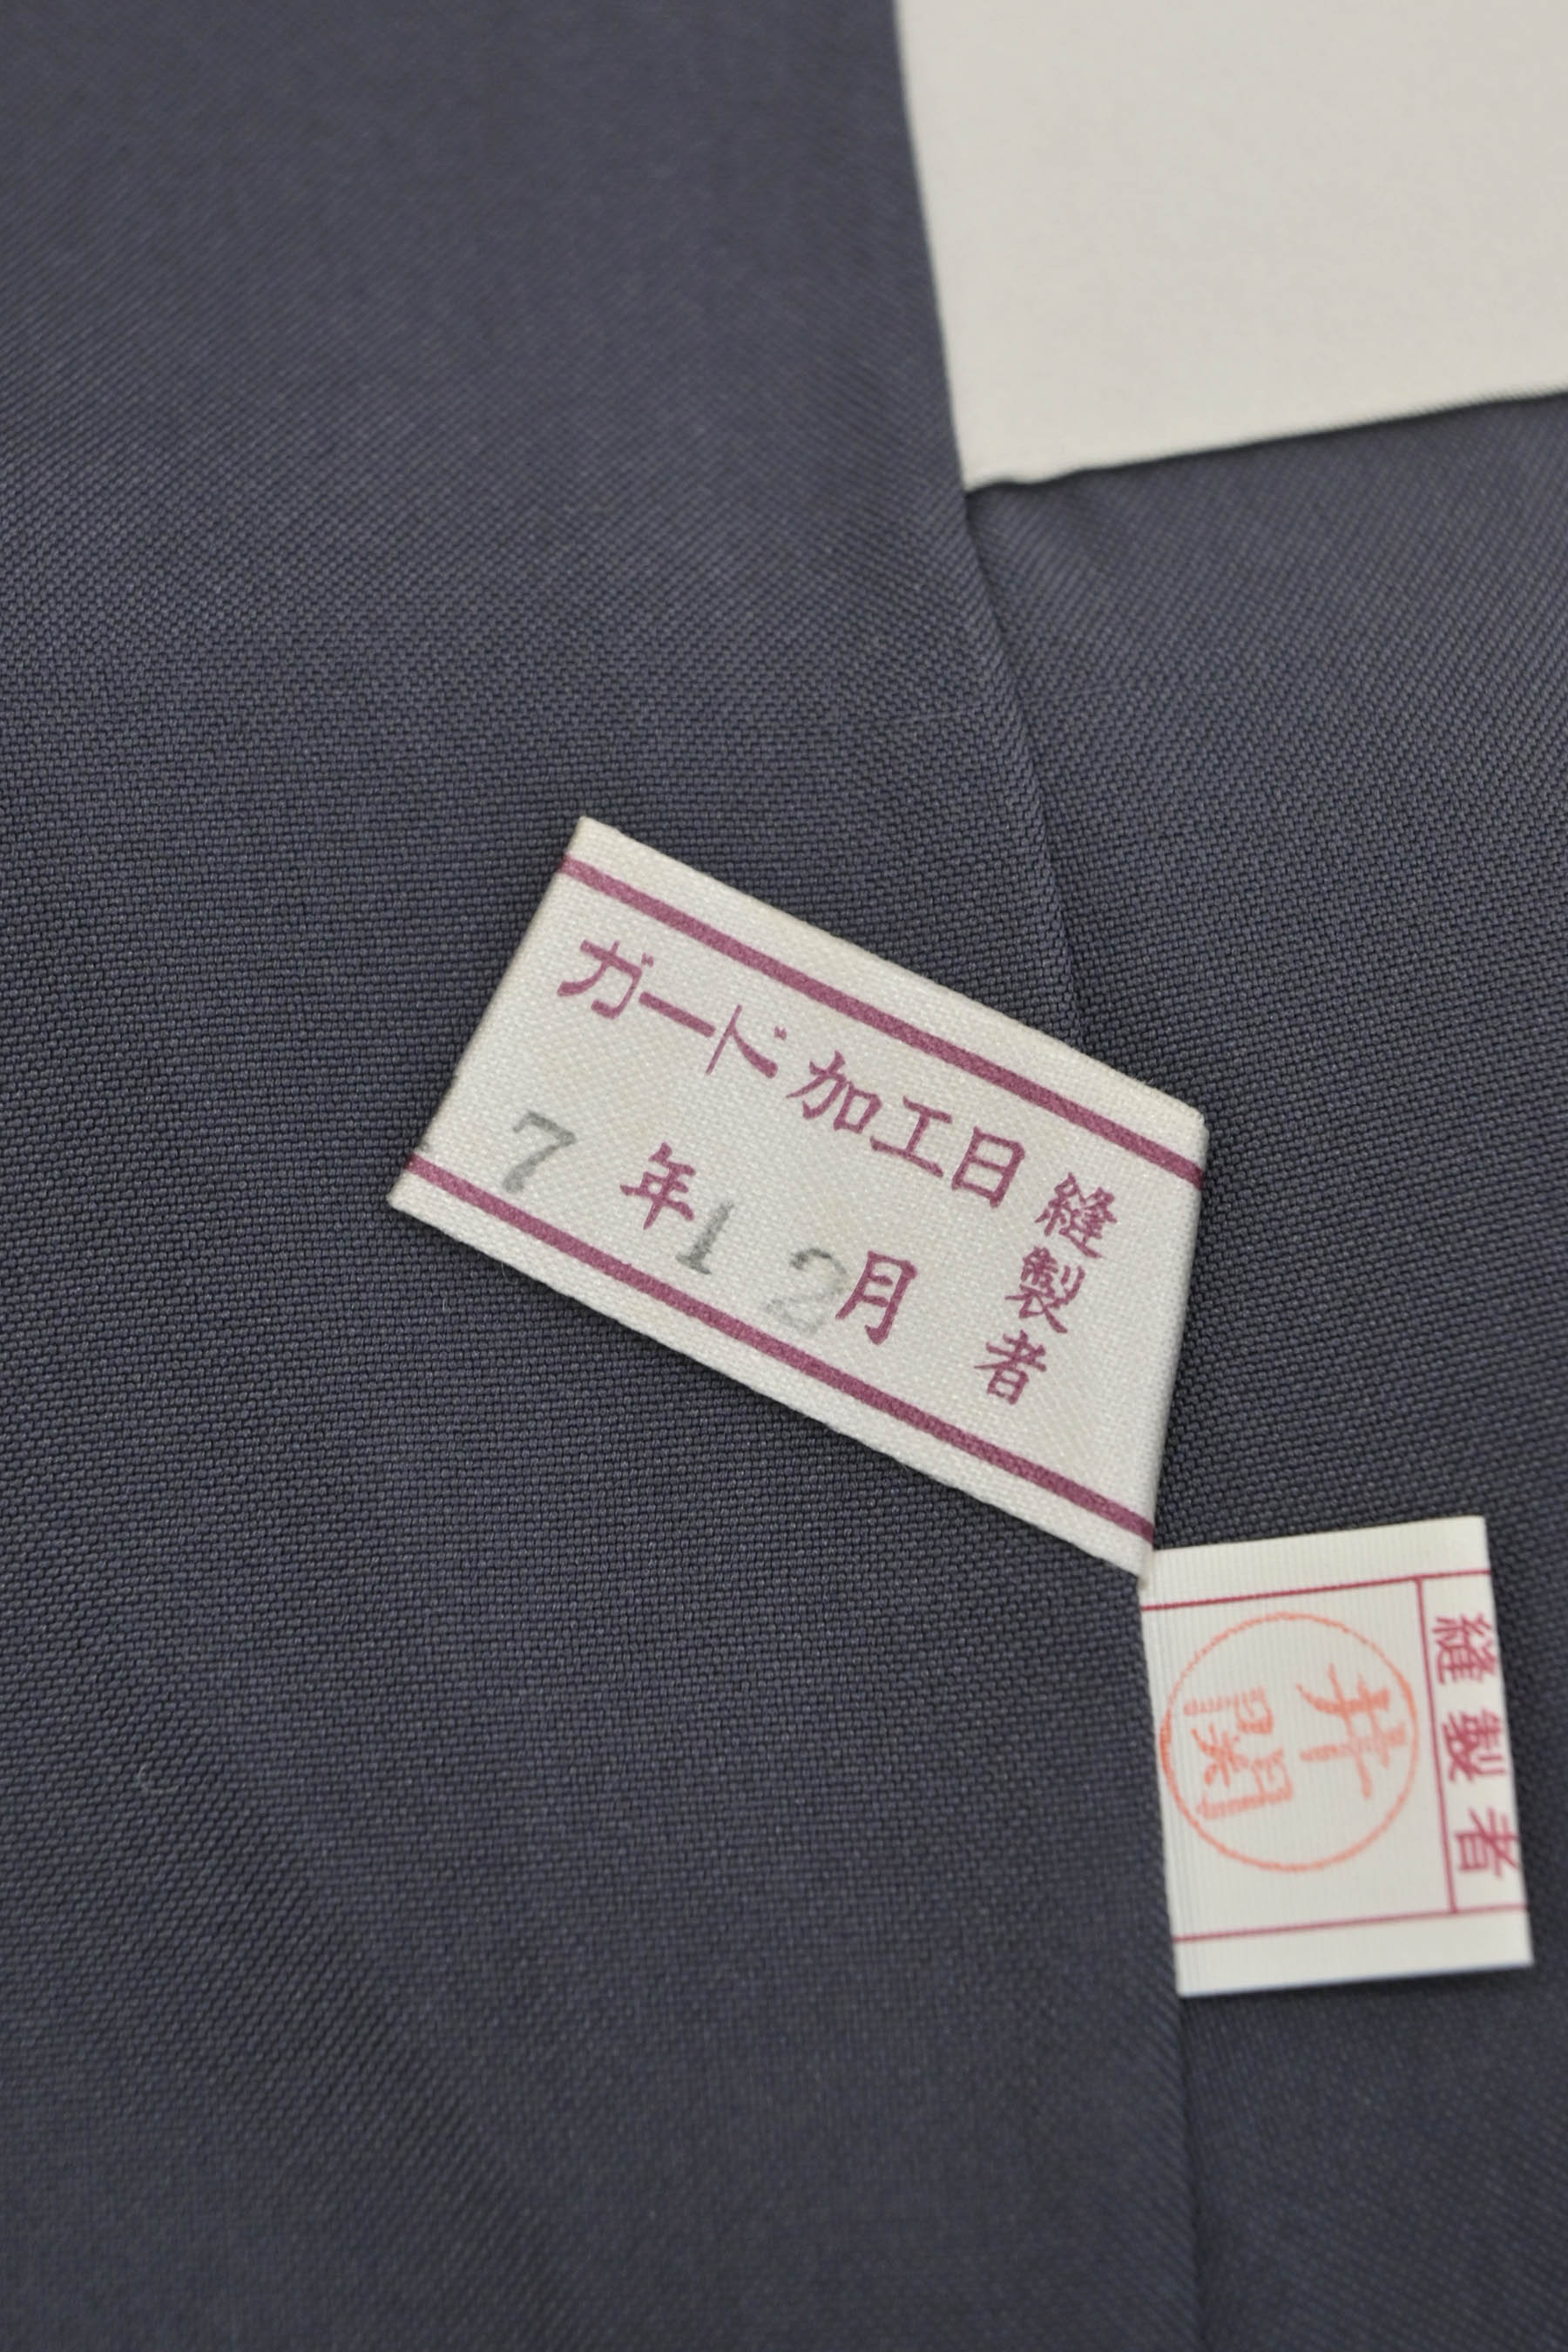 ガード加工日
7年12月
縫製者
縫製者
井関